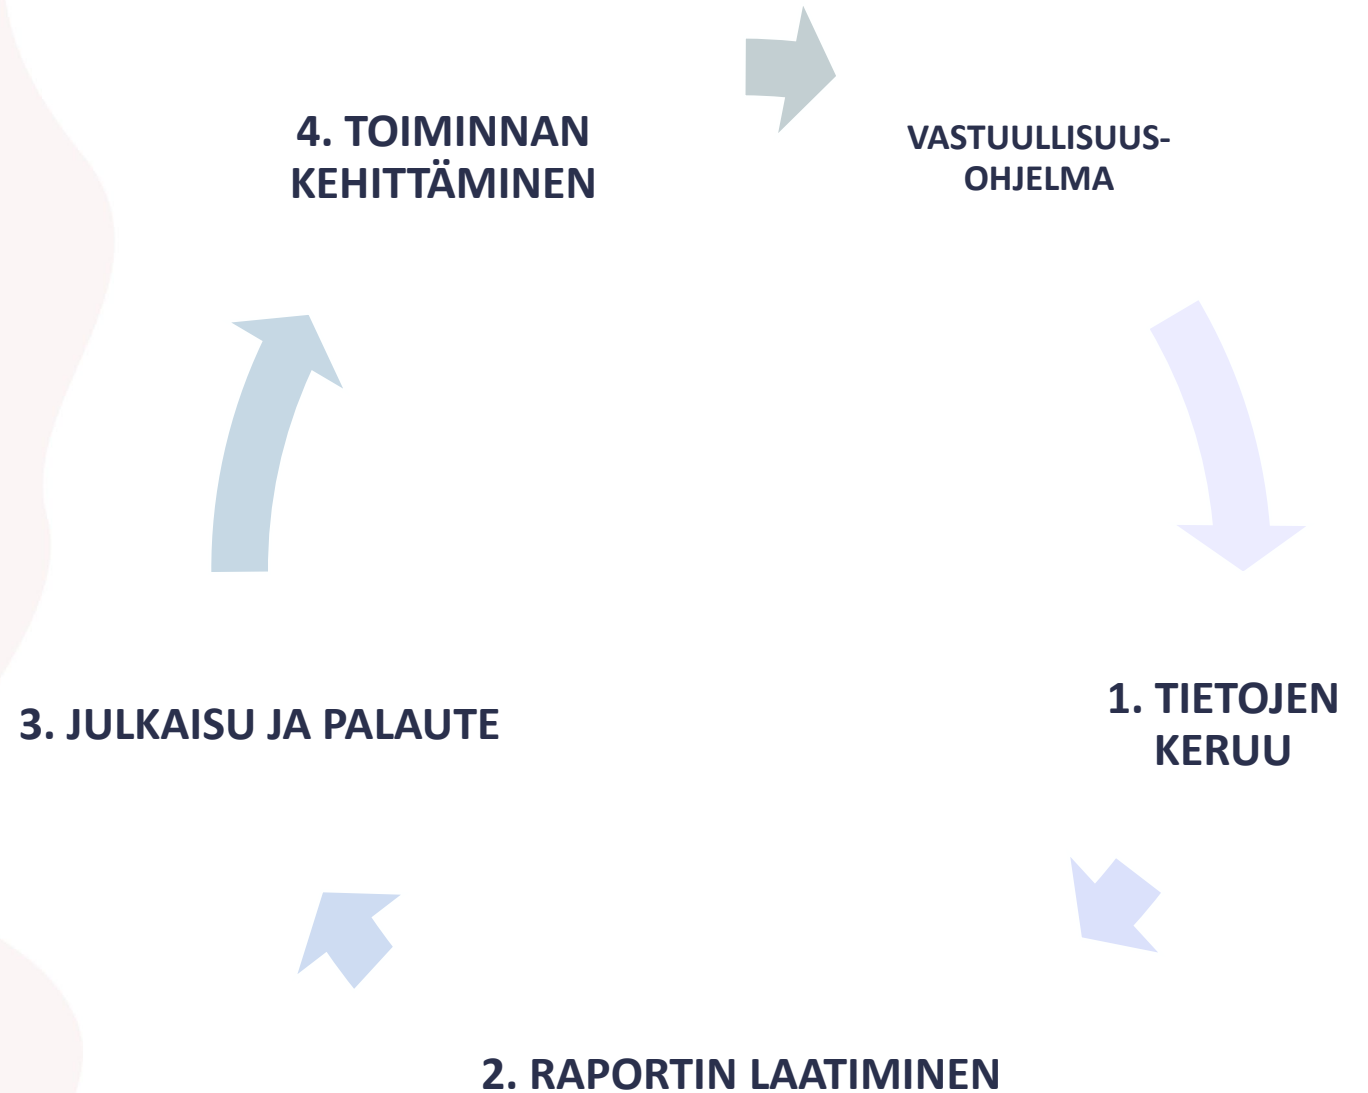 4. TOIMINNAN
KEHITTÄMINEN
VASTUULLISUUS-
OHJELMA
1. TIETOJEN
KERUU
3. JULKAISU JA PALAUTE
2. RAPORTIN LAATIMINEN